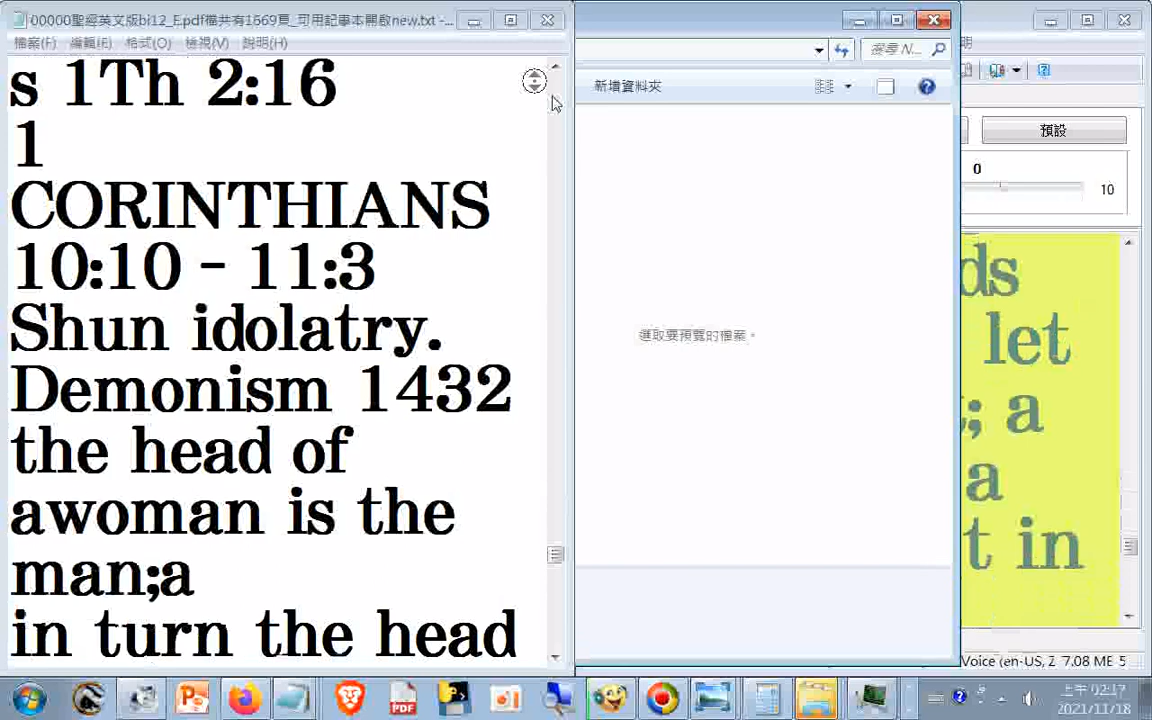 00000聖經英文版bi12_E.pdf檔共有1669頁_可用記事本開啟new.txt -...
檔案(F) 編輯(E) 格式(O) 檢視(V) 說明(H)
s 1Th 2:16
1
CORINTHIANS
10:10 - 11:3
Shun idolatry.
Demonism 1432
the head of
awoman is the
man;a
in turn the head
搜尋 N...
新增資料夾
選取要預覽的檔案。
明
預設
0
10
ds
let
; a
a
t in
Voice (en-US, Z 7.08 ME 5
PDF
上午 02:17
2021/11/18